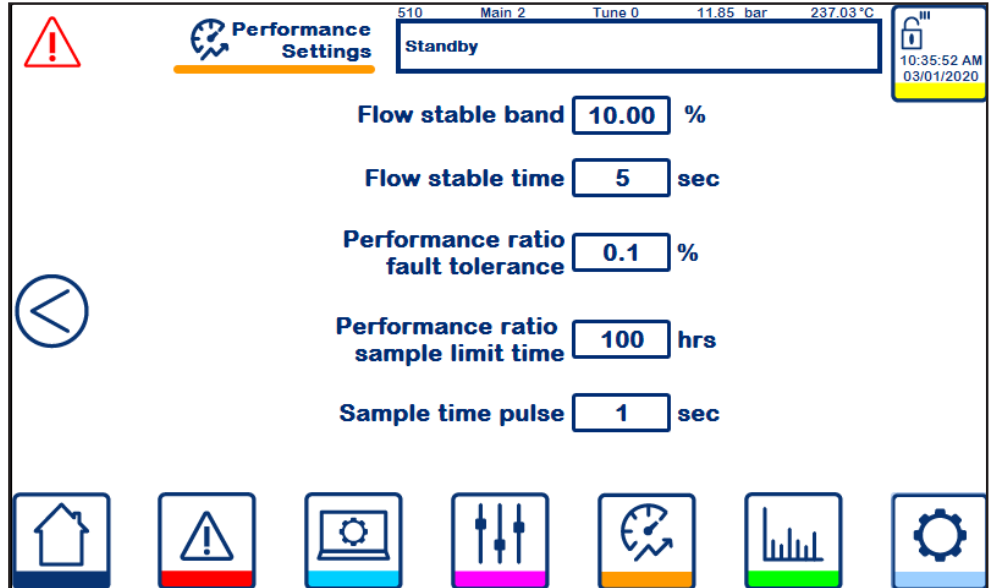 510 Main 2 Tune 0 11.85 bar 237.03°C
Performance
Settings
Standby
10:35:52 AM
03/01/2020
Flow stable band 10.00 %
Flow stable time 5 sec
Performance ratio
fault tolerance 0.1 %
Performance ratio
sample limit time 100 hrs
Sample time pulse 1 sec